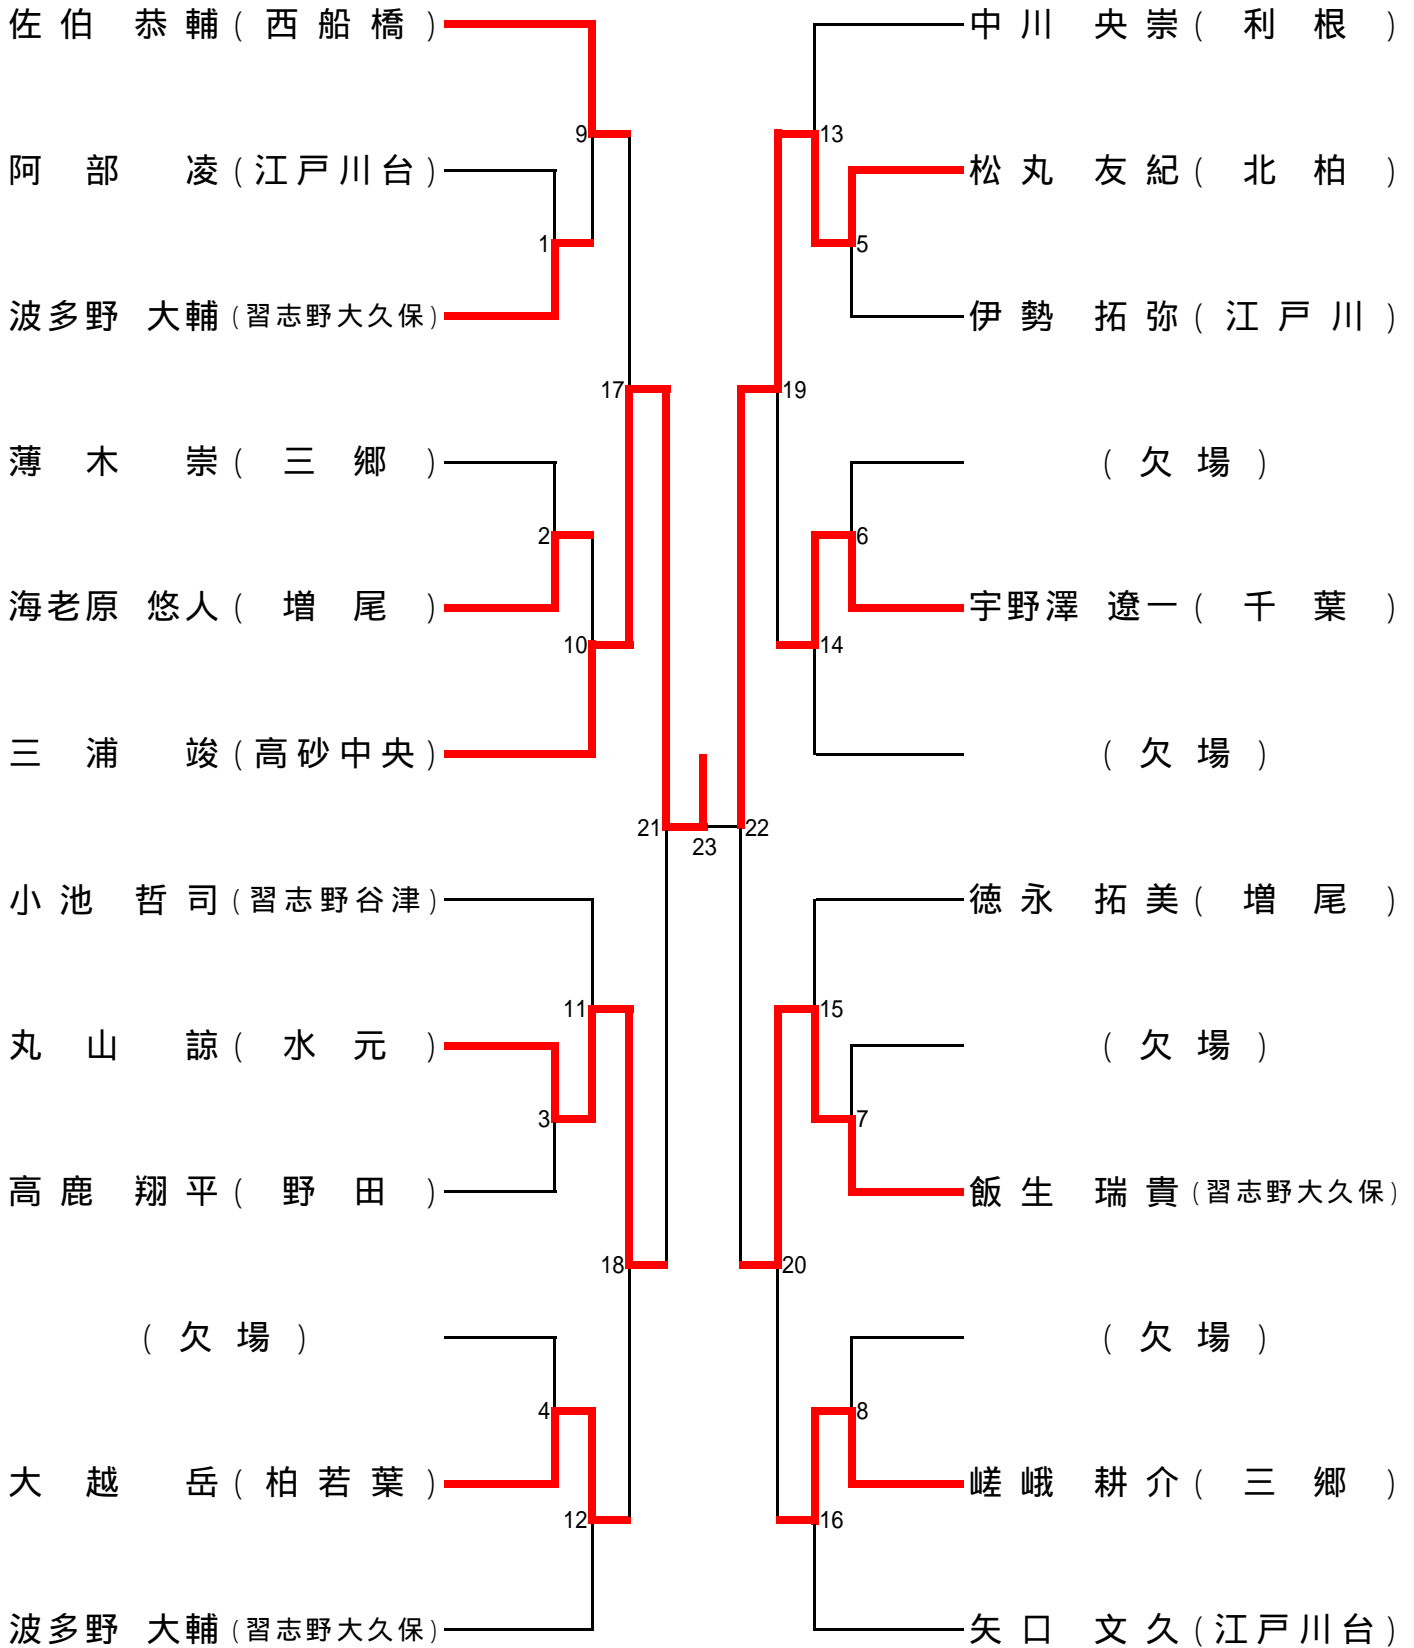 佐伯 恭輔(西船橋)
9
阿部 凌(江戸川台)
1
波多野 大輔(習志野大久保)
17
薄木 崇(三郷)
2
海老原 悠人(増尾)
10
三浦 竣(高砂中央)
21
23
小池 哲司(習志野谷津)
11
丸山 諒(水元)
3
高鹿 翔平(野田)
18
(欠場)
4
大越 岳(柏若葉)
12
波多野 大輔(習志野大久保)
中川 央崇(利根)
13
松丸 友紀(北柏)
5
伊勢 拓弥(江戸川)
19
(欠場)
6
宇野澤 遼一(千葉)
14
(欠場)
22
徳永 拓美(増尾)
15
(欠場)
7
飯生 瑞貴(習志野大久保)
20
(欠場)
8
嵯峨 耕介(三郷)
16
矢口 文久(江戸川台)